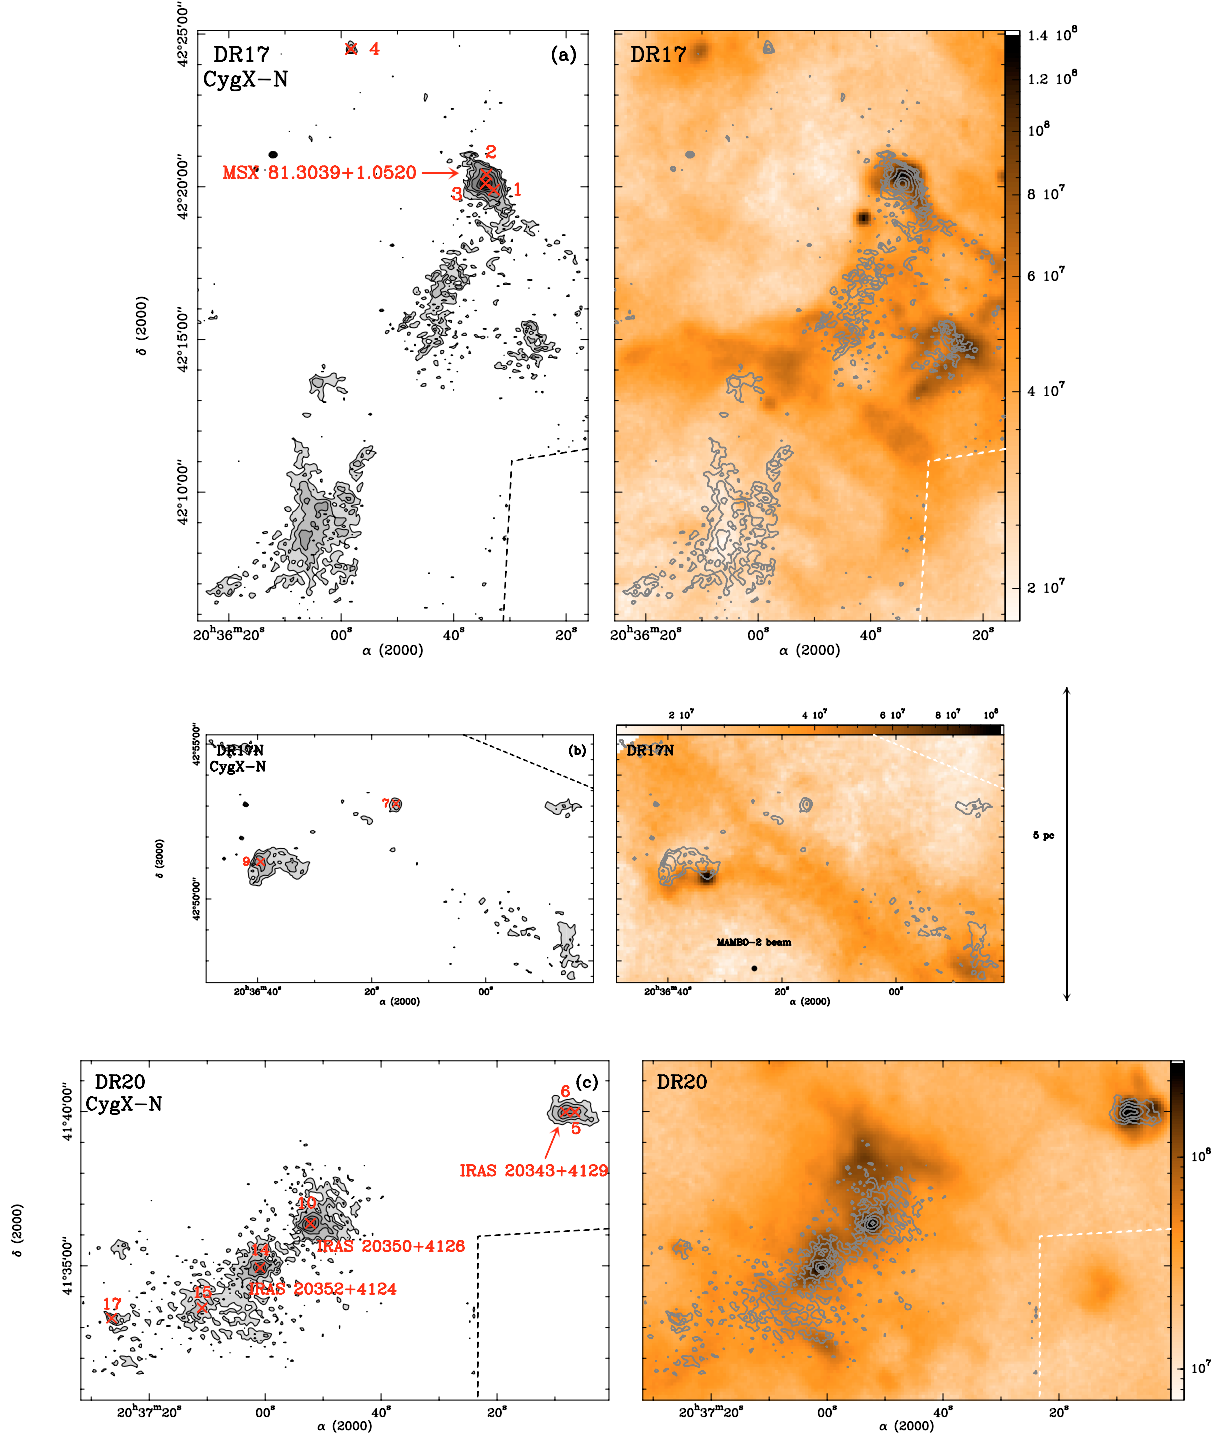 DR17
CygX-N
(a)
4
MSX 81.3039+1.0520
2
3
1
42°25'00"
42°20'00"
42°15'00"
42°10'00"
δ (2000)
20ʰ36ᵐ20ˢ
00ˢ
40ˢ
20ˢ
α (2000)
DR17
1.4 10⁸
1.2 10⁸
10⁸
8 10⁷
6 10⁷
4 10⁷
2 10⁷
20ʰ36ᵐ20ˢ
00ˢ
40ˢ
20ˢ
α (2000)
DR17N
CygX-N
(b)
7
9
42°55'00"
42°50'00"
δ (2000)
20ʰ36ᵐ40ˢ
20ˢ
00ˢ
α (2000)
2 10⁷
4 10⁷
6 10⁷
8 10⁷
10⁸
DR17N
MAMBO-2 beam
20ʰ36ᵐ40ˢ
20ˢ
00ˢ
α (2000)
5 pc
DR20
CygX-N
(c)
6
5
IRAS 20343+4129
10
IRAS 20350+4126
14
IRAS 20352+4124
15
17
41°40'00"
41°35'00"
δ (2000)
20ʰ37ᵐ20ˢ
00ˢ
40ˢ
20ˢ
α (2000)
DR20
10⁸
10⁷
20ʰ37ᵐ20ˢ
00ˢ
40ˢ
20ˢ
α (2000)